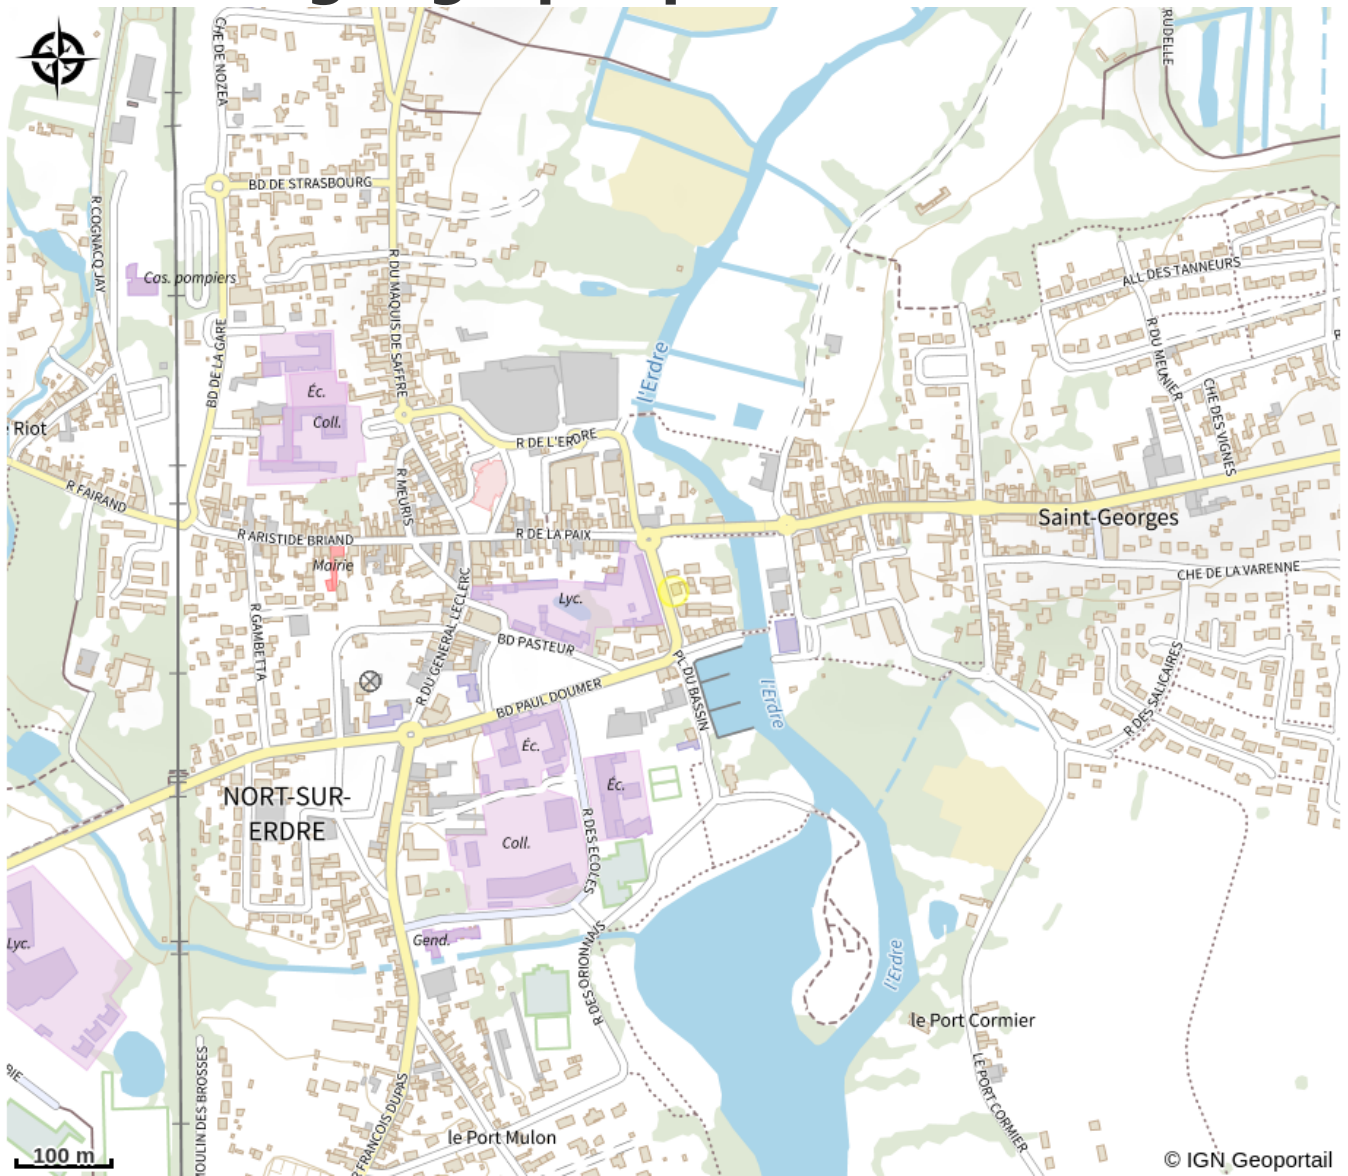 CHE DE NOZEA
RUDELLE
BD DE STRASBOURG
R COGNACQ JAY
Cas. pompiers
R DU MAQUIS DE SAFFRE
ALL DES TANNEURS
BD DE LA GARE
l'Erdre
R DU MEUNIER
CHE DES VIGNES
Éc.
Coll.
Riot
R DE L'ERDRE
R FAIRAND
R MEURIS
R ARISTIDE BRIAND
R DE LA PAIX
Saint-Georges
Mairie
CHE DE LA VARENNE
Lyc.
R GAMBETTA
R DU GENERAL LECLERC
BD PASTEUR
PL DU BASSIN
BD PAUL DOUMER
l'Erdre
R DES SALICAIRES
Éc.
Éc.
NORT-SUR-
ERDRE
Coll.
R DES ECOLES
Lyc.
Gend.
R DES ORIONNAIS
l'Erdre
le Port Cormier
LE PORT CORMIER
MOULIN DES BROSSES
FRANCOIS DUPAS
le Port Mulon
100 m
© IGN Geoportail